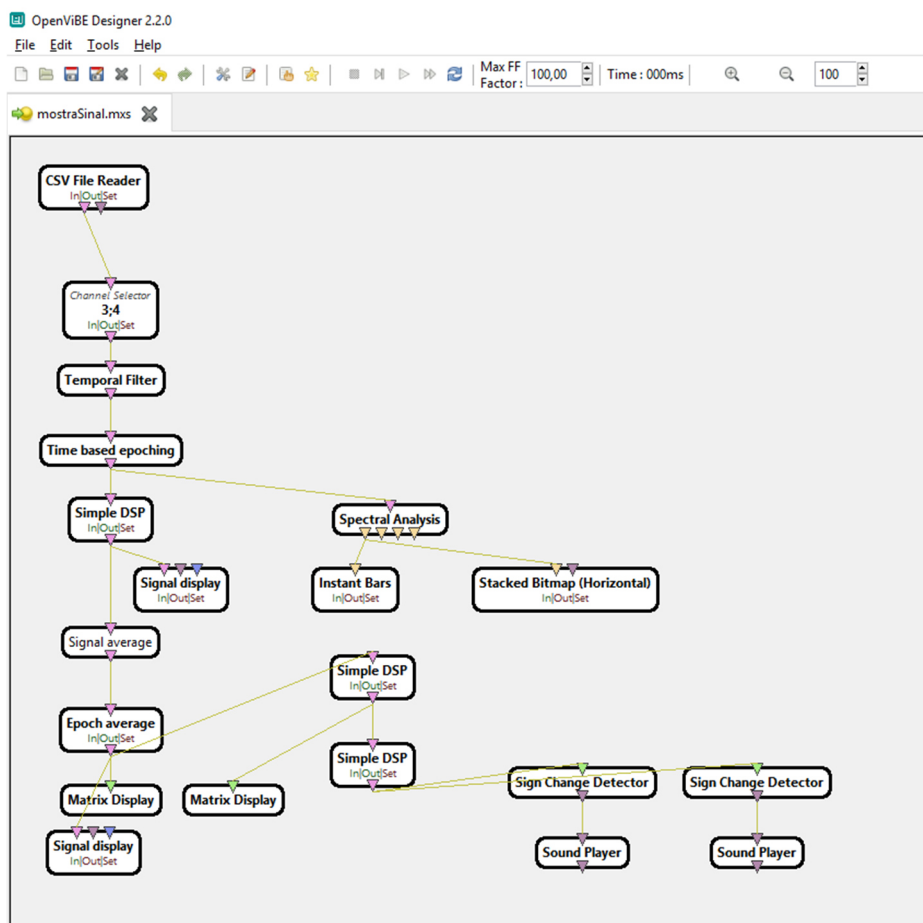 OpenViBE Designer 2.2.0
File Edit Tools Help
Max FF
Factor : 100,00 Time : 000ms 100
mostraSinal.mxs
CSV File Reader
In|Out|Set
Channel Selector
3;4
In|Out|Set
Temporal Filter
Time based epoching
Simple DSP
In|Out|Set
Spectral Analysis
Signal display
In|Out|Set
Instant Bars
In|Out|Set
Stacked Bitmap (Horizontal)
In|Out|Set
Signal average
Simple DSP
In|Out|Set
Epoch average
In|Out|Set
Simple DSP
In|Out|Set
Matrix Display
Matrix Display
Sign Change Detector
Sign Change Detector
Signal display
In|Out|Set
Sound Player
Sound Player